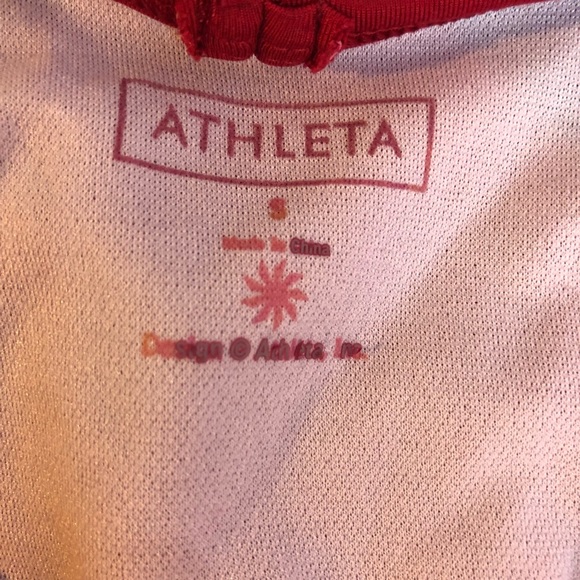 ATHLETA
S
Made in China
Design © Athleta, Inc.